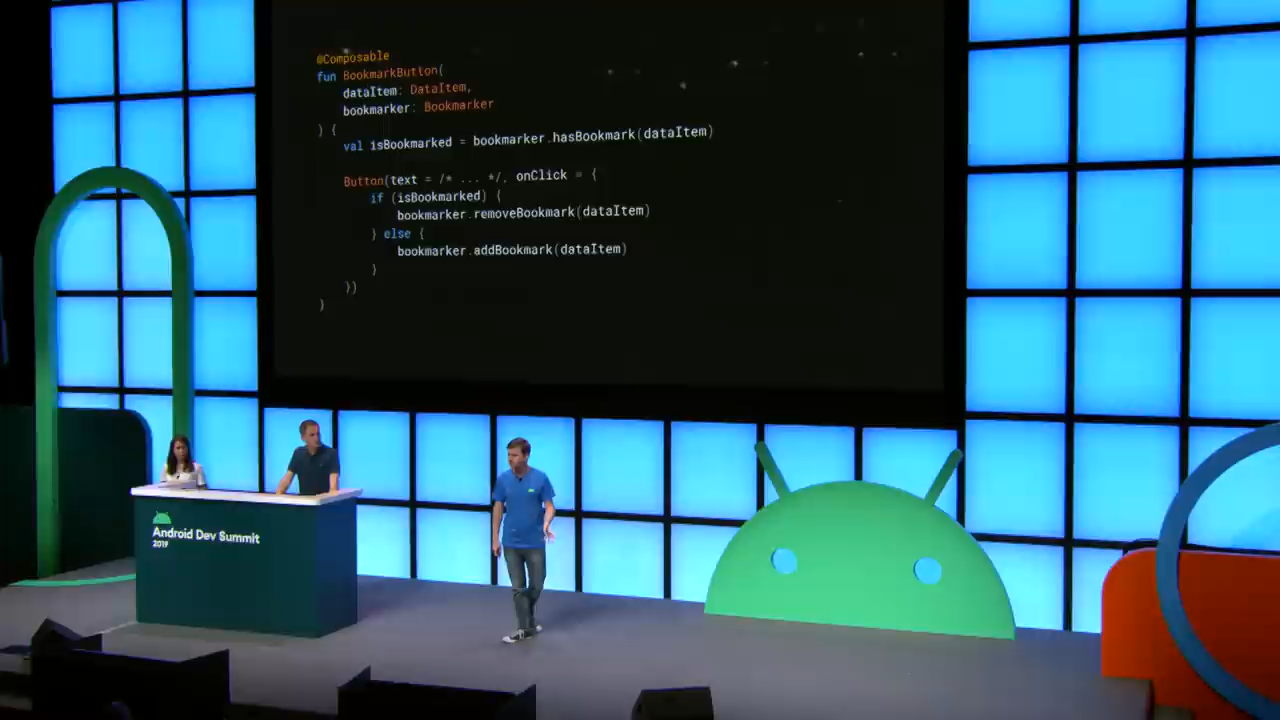 @Composable
fun BookmarkButton(
dataItem: DataItem,
bookmarker: Bookmarker
) {
val isBookmarked = bookmarker.hasBookmark(dataItem)
Button(text = /* ... */, onClick = {
if (isBookmarked) {
bookmarker.removeBookmark(dataItem)
} else {
bookmarker.addBookmark(dataItem)
}
})
}
Android Dev Summit
2019